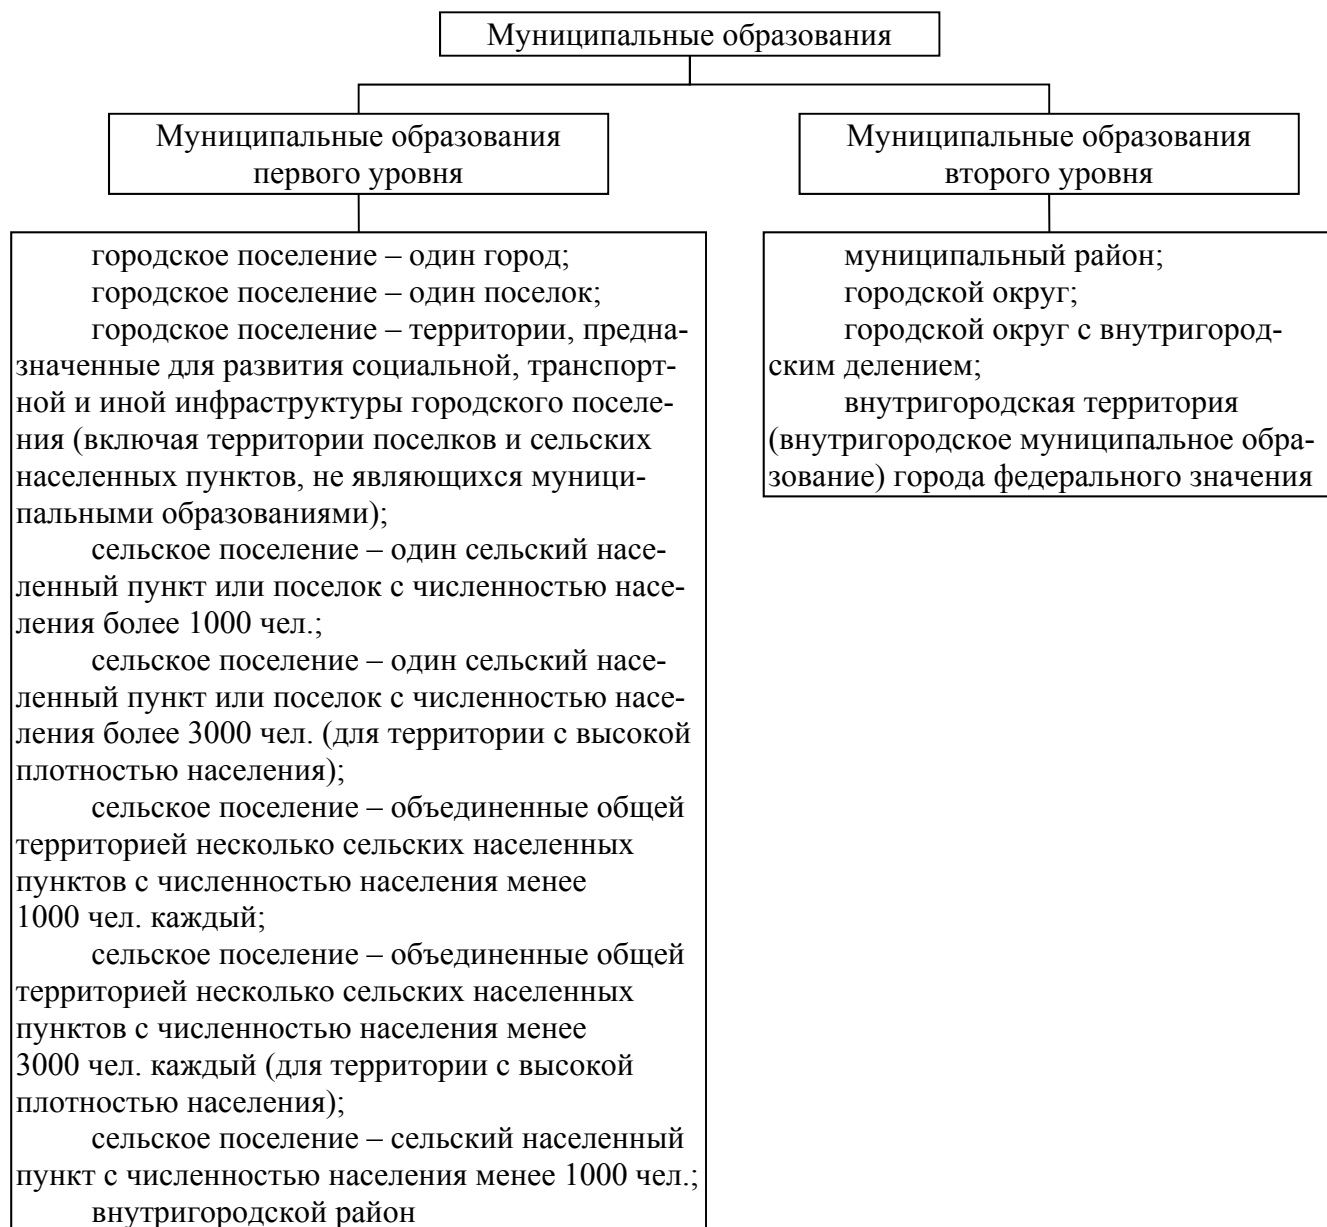 Муниципальные образования
Муниципальные образования
первого уровня
Муниципальные образования
второго уровня
городское поселение – один город;
городское поселение – один поселок;
городское поселение – территории, предна-
значенные для развития социальной, транспорт-
ной и иной инфраструктуры городского поселе-
ния (включая территории поселков и сельских
населенных пунктов, не являющихся муници-
пальными образованиями);
сельское поселение – один сельский насе-
ленный пункт или поселок с численностью насе-
ления более 1000 чел.;
сельское поселение – один сельский насе-
ленный пункт или поселок с численностью насе-
ления более 3000 чел. (для территории с высокой
плотностью населения);
сельское поселение – объединенные общей
территорией несколько сельских населенных
пунктов с численностью населения менее
1000 чел. каждый;
сельское поселение – объединенные общей
территорией несколько сельских населенных
пунктов с численностью населения менее
3000 чел. каждый (для территории с высокой
плотностью населения);
сельское поселение – сельский населенный
пункт с численностью населения менее 1000 чел.;
внутригородской район
муниципальный район;
городской округ;
городской округ с внутригород-
ским делением;
внутригородская территория
(внутригородское муниципальное обра-
зование) города федерального значения